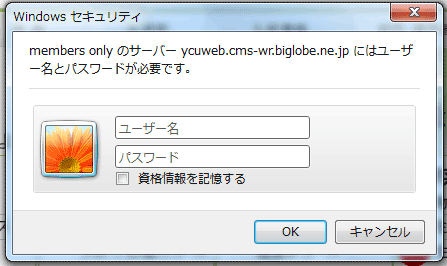 Windows セキュリティ
members only のサーバー ycuweb.cms-wr.biglobe.ne.jp にはユーザ
ー名とパスワードが必要です。
ユーザー名
パスワード
資格情報を記憶する
OK キャンセル